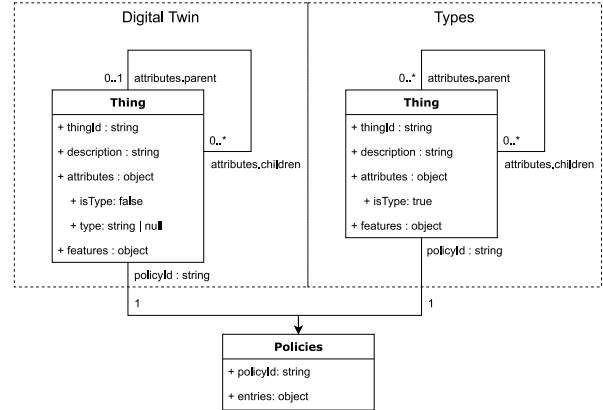 Digital Twin
Types
0..1
attributes.parent
0..*
attributes.parent
Thing
+ thingId : string
+ description : string
+ attributes : object
+ isType: false
+ type: string | null
+ features : object
0..*
attributes.children
Thing
+ thingId : string
+ description : string
+ attributes : object
+ isType: true
+ features : object
0..*
attributes.children
policyId : string
policyId : string
1
1
Policies
+ policyId: string
+ entries: object